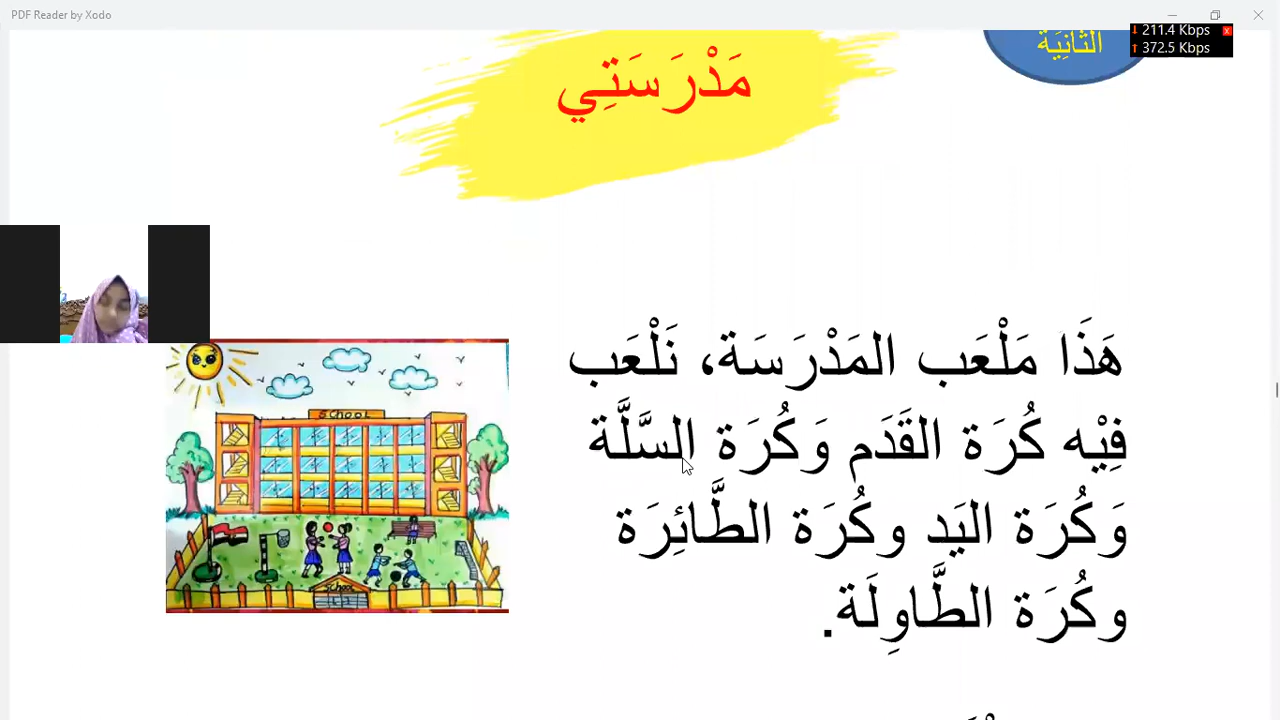 PDF Reader by Xodo
211.4 Kbps
372.5 Kbps
الثَّانِيَة
مَدْرَسَتِي
هَذَا مَلْعَب المَدْرَسَة، نَلْعَب
فِيْه كُرَة القَدَم وَكُرَة السَّلَّة
وَكُرَة اليَد وكُرَة الطَّائِرَة
وكُرَة الطَّاوِلَة.
SCHOOL
School